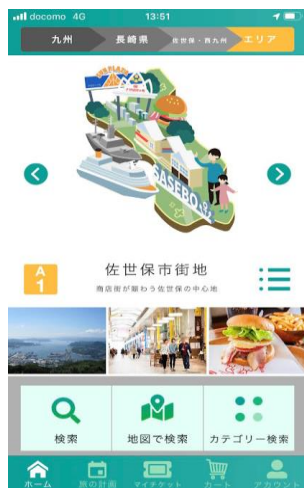 docomo 4G 13:51
九州 長崎県 佐世保・西九州 エリア
SASEBO
A
1
佐世保市街地
商店街が賑わう佐世保の中心地
検索 地図で検索 カテゴリー検索
ホーム 旅の計画 マイチケット カート アカウント